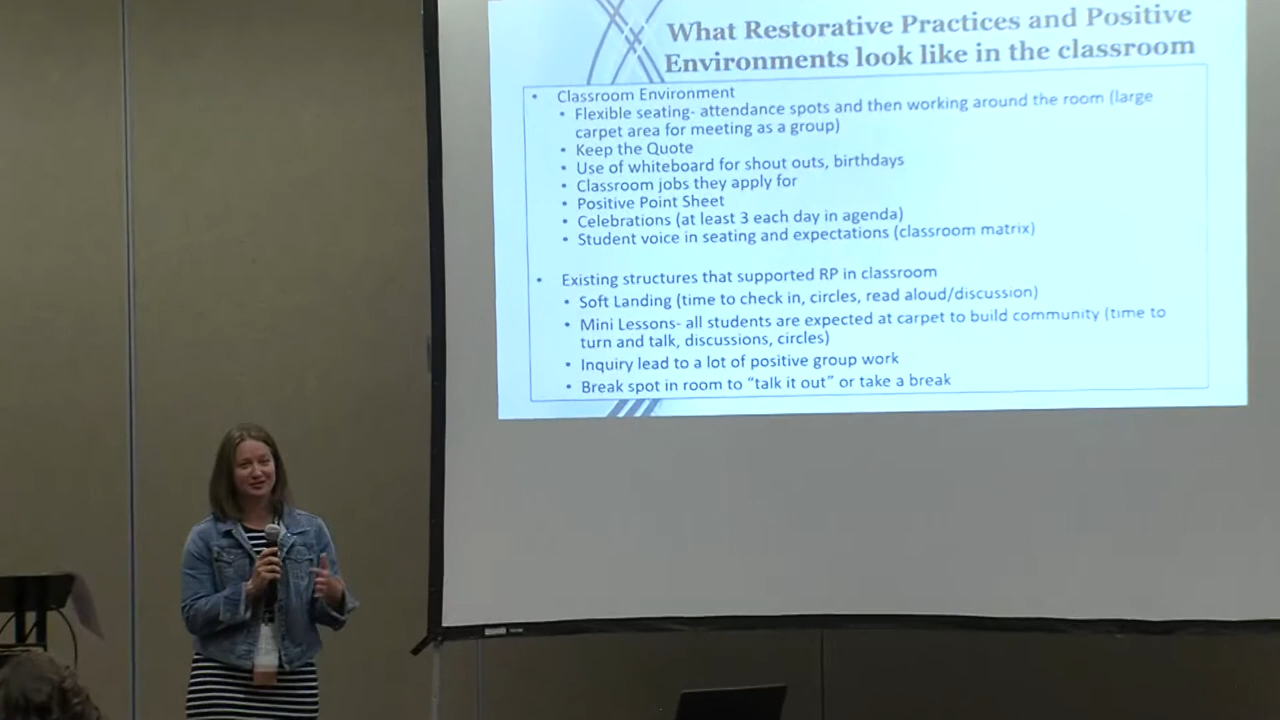 What Restorative Practices and Positive
Environments look like in the classroom
• Classroom Environment
• Flexible seating- attendance spots and then working around the room (large
carpet area for meeting as a group)
• Keep the Quote
• Use of whiteboard for shout outs, birthdays
• Classroom jobs they apply for
• Positive Point Sheet
• Celebrations (at least 3 each day in agenda)
• Student voice in seating and expectations (classroom matrix)
• Existing structures that supported RP in classroom
• Soft Landing (time to check in, circles, read aloud/discussion)
• Mini Lessons- all students are expected at carpet to build community (time to
turn and talk, discussions, circles)
• Inquiry lead to a lot of positive group work
• Break spot in room to “talk it out” or take a break